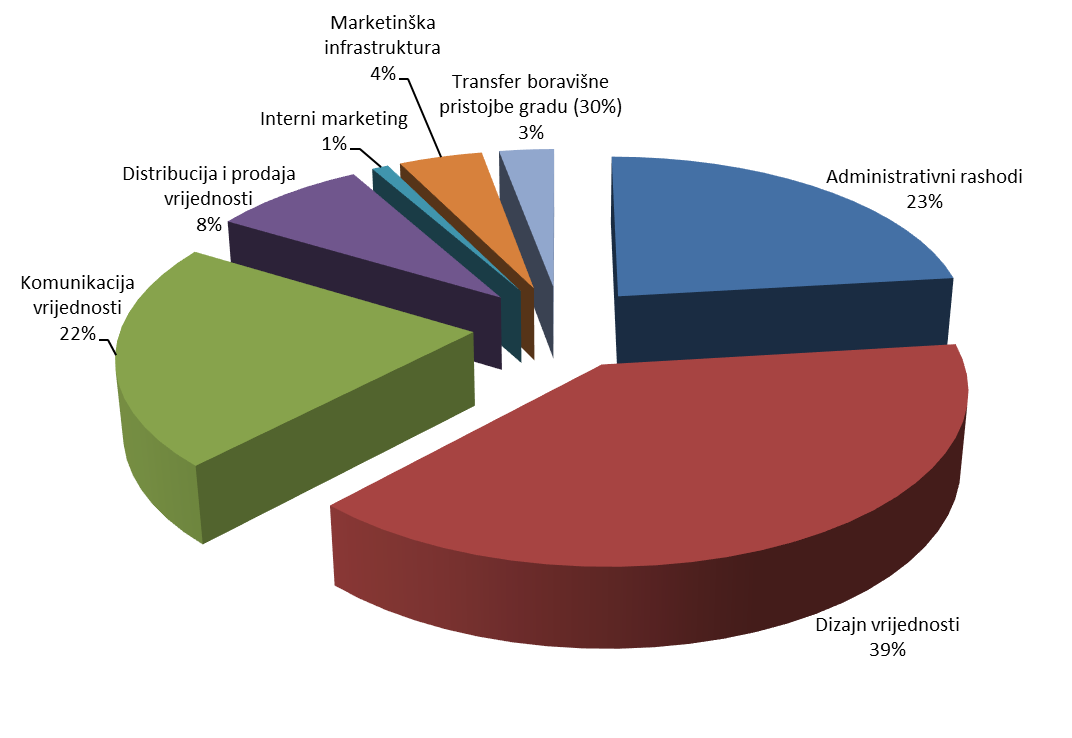 Marketinška
infrastruktura
4%
Transfer boravišne
pristojbe gradu (30%)
3%
Interni marketing
1%
Distribucija i prodaja
vrijednosti
8%
Administrativni rashodi
23%
Komunikacija
vrijednosti
22%
Dizajn vrijednosti
39%